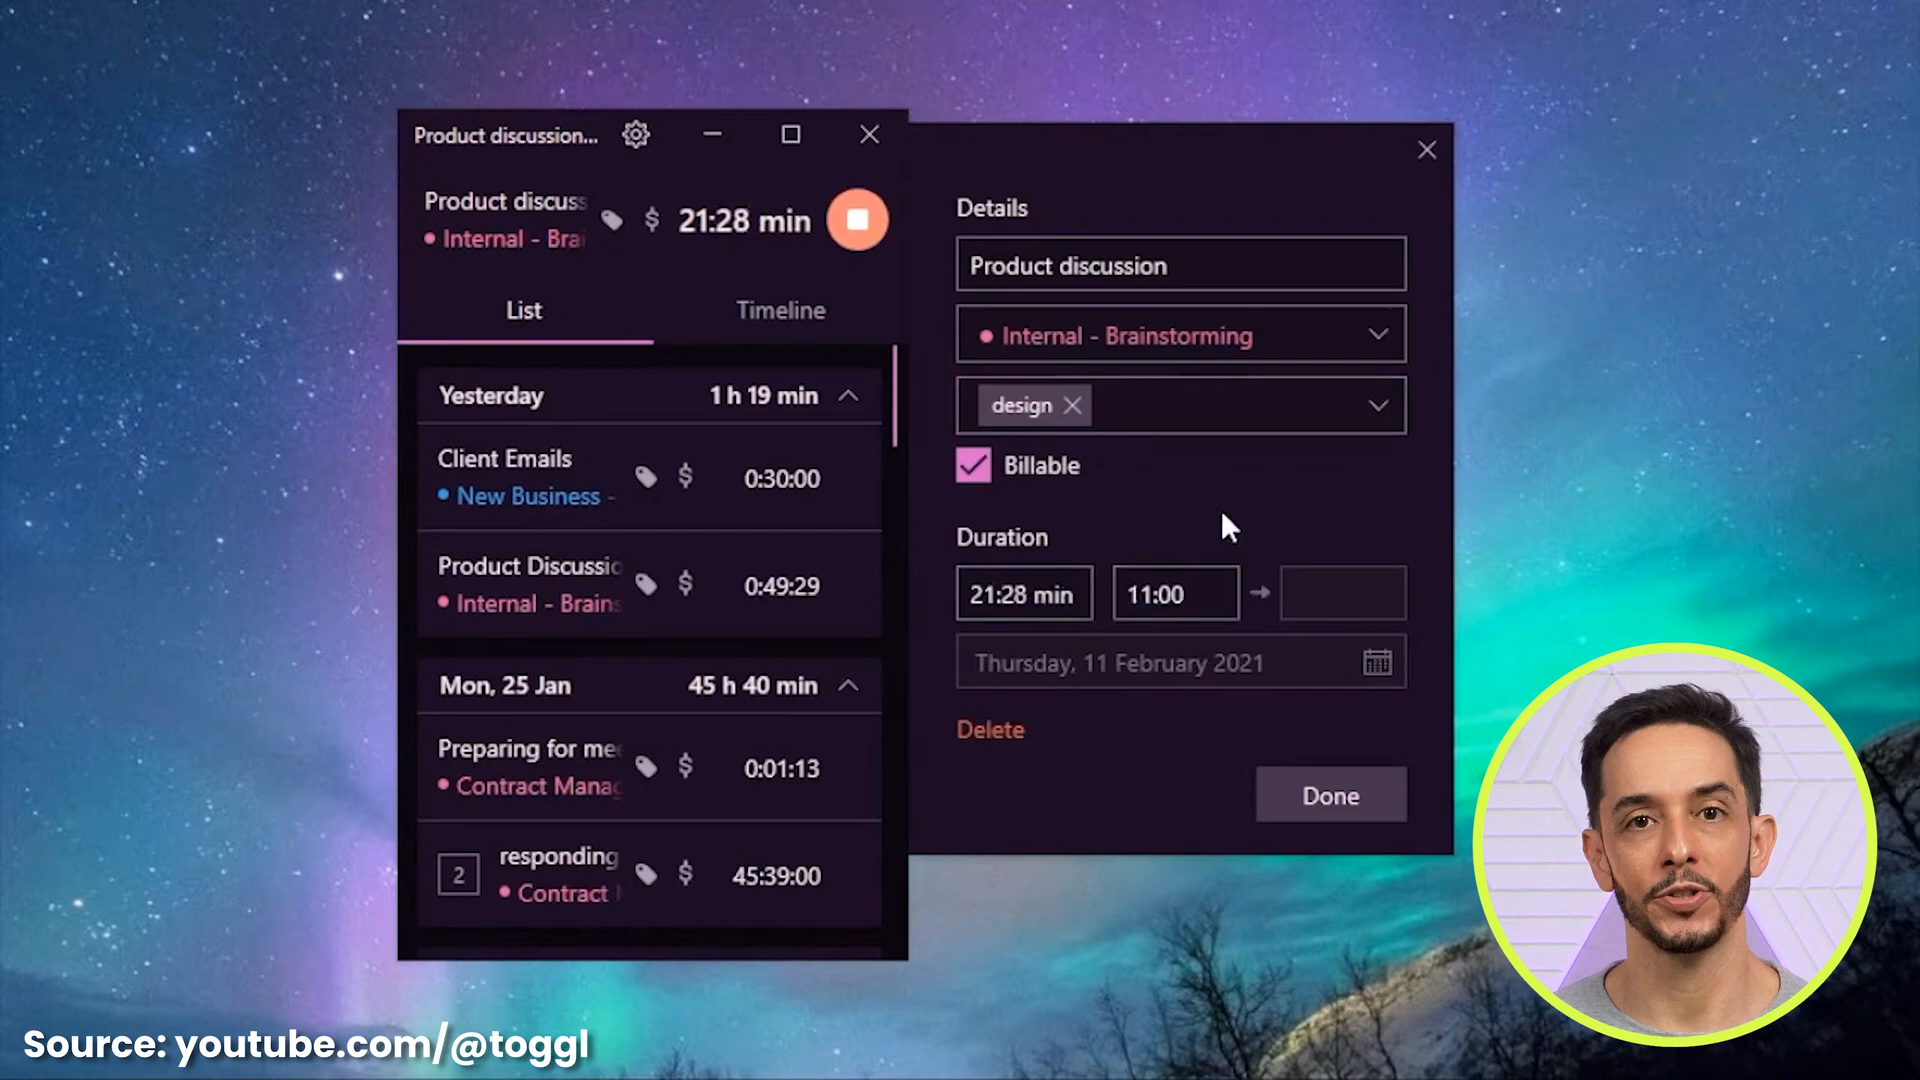 Product discussion...
Product discuss
Internal - Brai
$
21:28 min
List
Timeline
Yesterday
1 h 19 min
Client Emails
New Business -
$
0:30:00
Product Discussio
Internal - Brains
$
0:49:29
Mon, 25 Jan
45 h 40 min
Preparing for mee
Contract Manag
$
0:01:13
2
responding
Contract
$
45:39:00
Details
Product discussion
Internal - Brainstorming
design
Billable
Duration
21:28 min
11:00
Thursday, 11 February 2021
Delete
Done
Source: youtube.com/@toggl